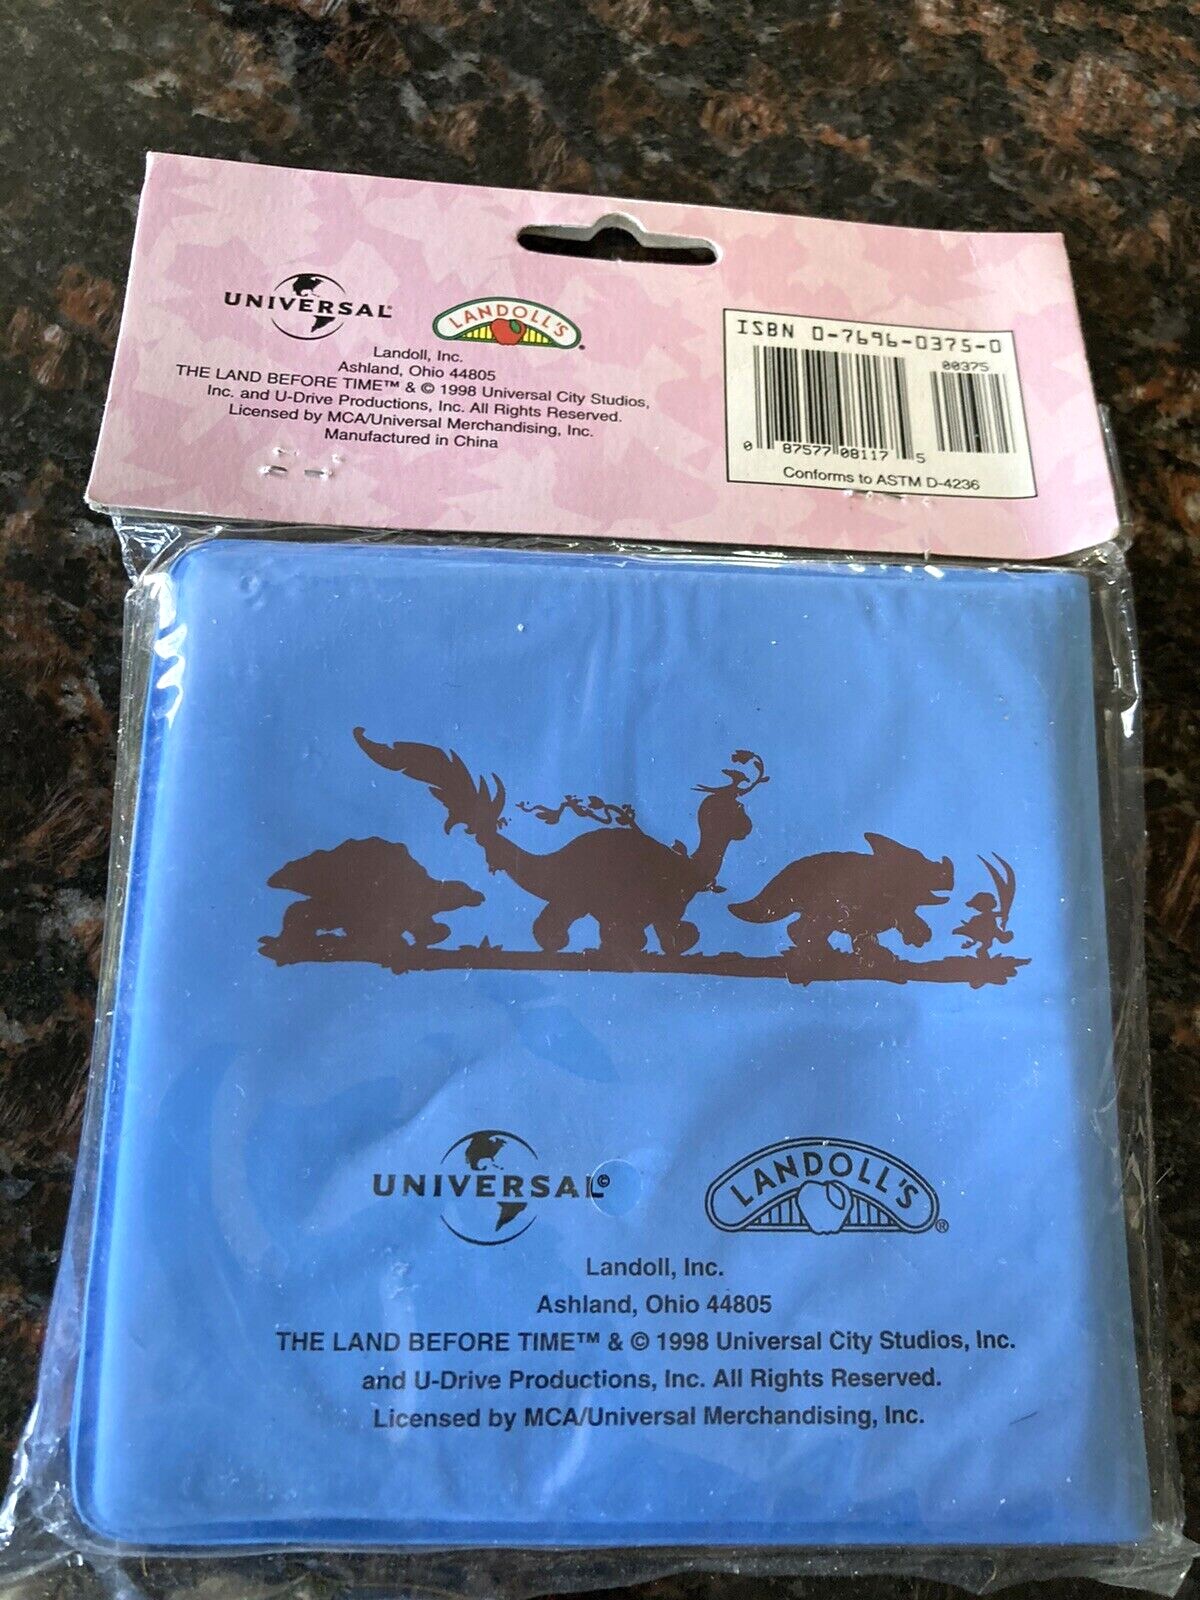 UNIVERSAL®
LANDOLL'S®
Landoll, Inc.
Ashland, Ohio 44805
THE LAND BEFORE TIME™ & © 1998 Universal City Studios,
Inc. and U-Drive Productions, Inc. All Rights Reserved.
Licensed by MCA/Universal Merchandising, Inc.
Manufactured in China
ISBN 0-7696-0375-0
00375
0 87577 08117 5
Conforms to ASTM D-4236
UNIVERSAL©
LANDOLL'S®
Landoll, Inc.
Ashland, Ohio 44805
THE LAND BEFORE TIME™ & © 1998 Universal City Studios, Inc.
and U-Drive Productions, Inc. All Rights Reserved.
Licensed by MCA/Universal Merchandising, Inc.